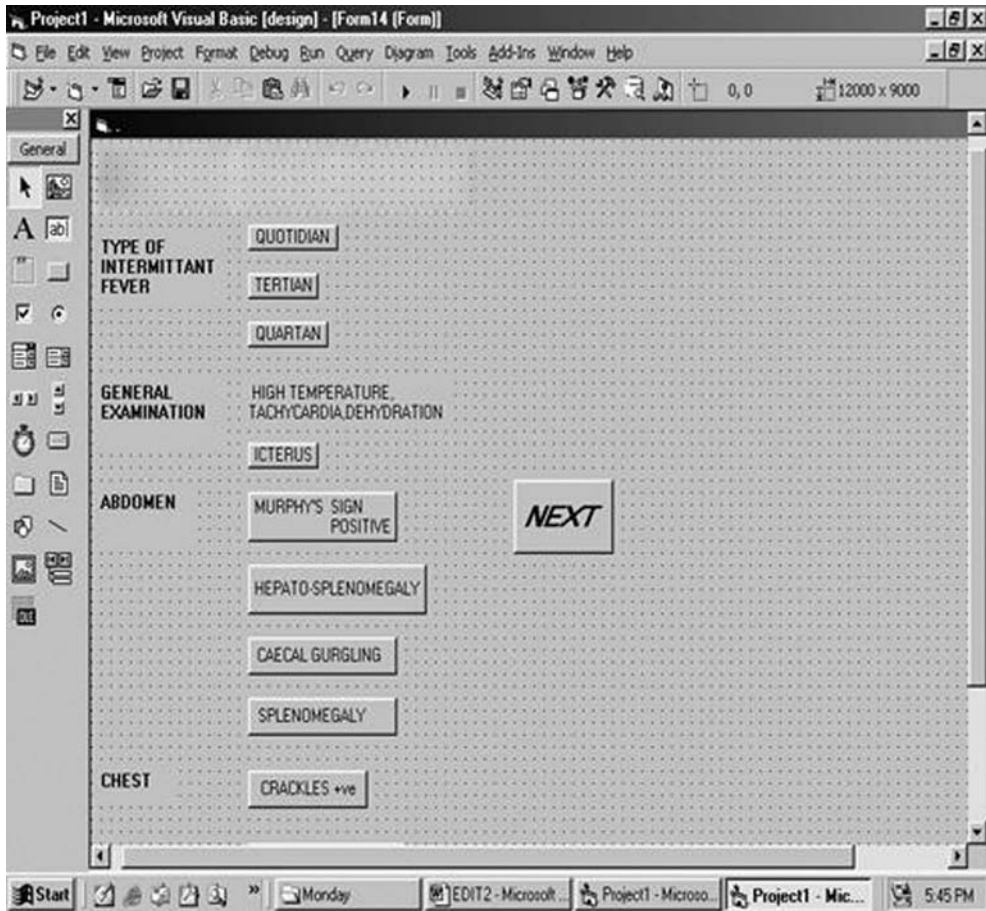 Project1 - Microsoft Visual Basic [design] - [Form14 (Form)]
File Edit View Project Format Debug Run Query Diagram Tools Add-Ins Window Help
0,0 12000 x 9000
General
A ab|
TYPE OF
INTERMITTANT
FEVER
QUOTIDIAN
TERTIAN
QUARTAN
GENERAL
EXAMINATION
HIGH TEMPERATURE,
TACHYCARDIA,DEHYDRATION
ICTERUS
ABDOMEN
MURPHY'S SIGN
POSITIVE
NEXT
HEPATO-SPLENOMEGALY
CAECAL GURGLING
SPLENOMEGALY
CHEST
CRACKLES +ve
OLE
Start » Monday EDIT2 - Microsoft ... Project1 - Microso... Project1 - Mic... 5:45 PM